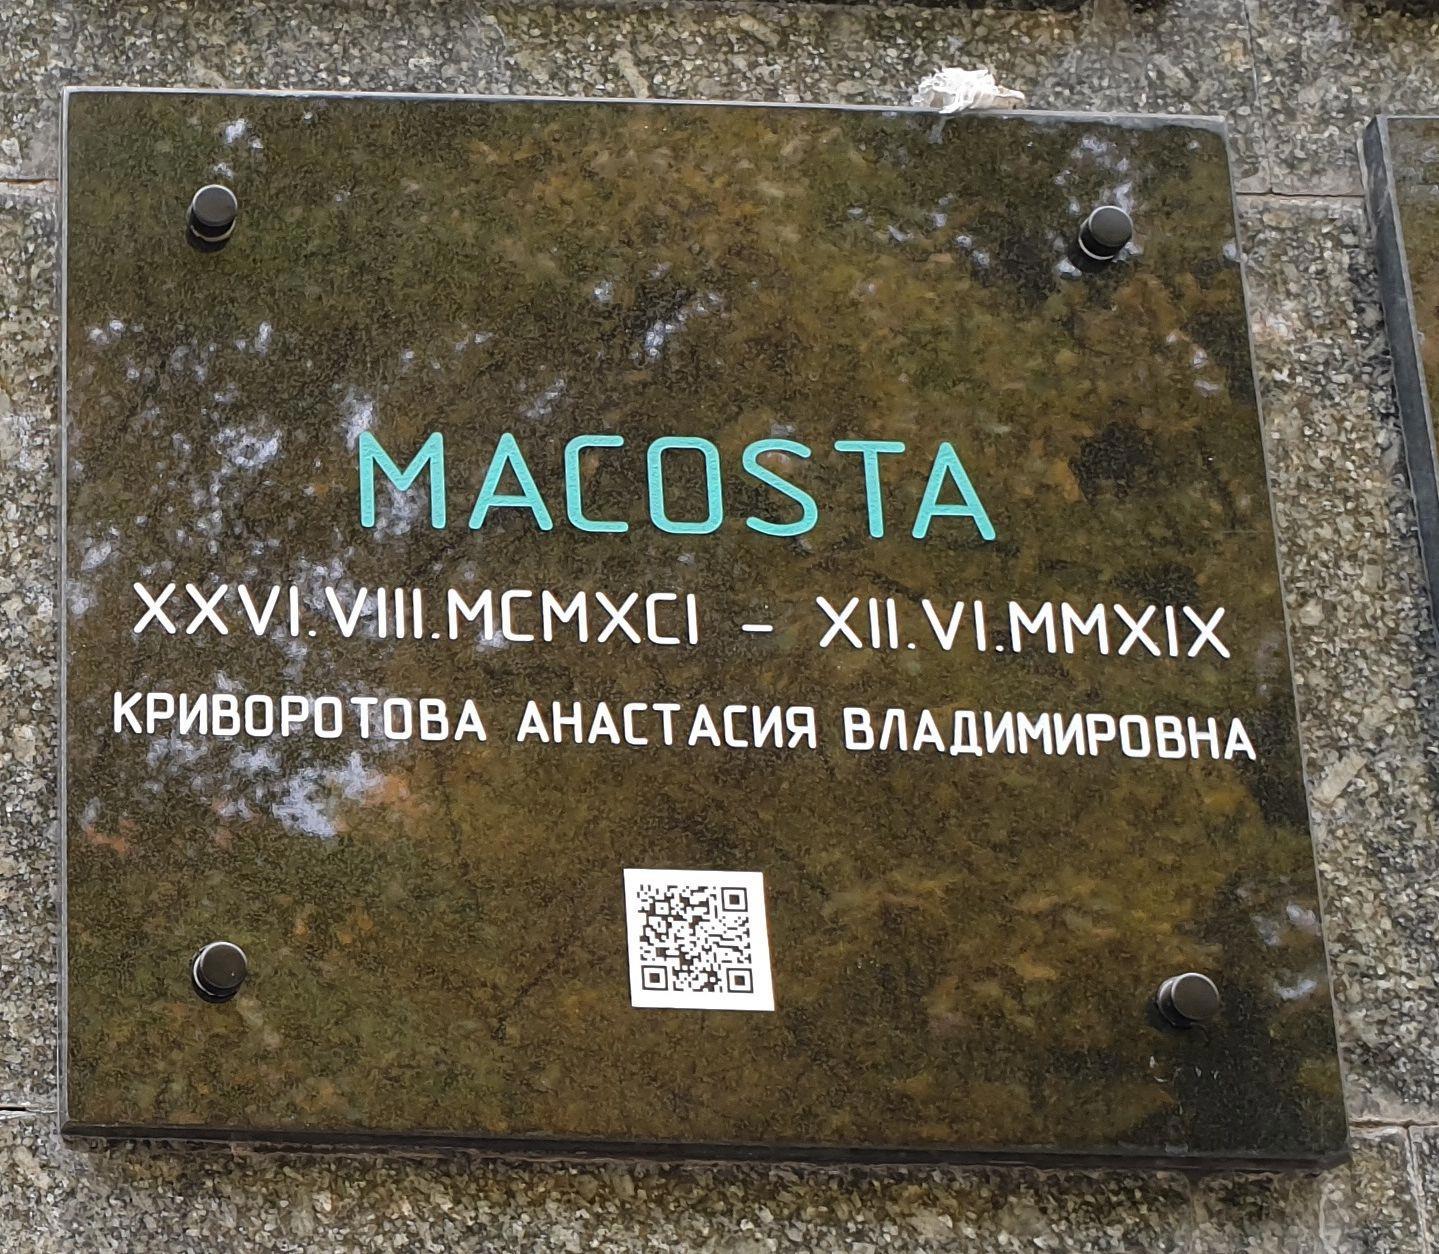 MACOSTA
XXVI.VIII.MCMXCI – XII.VI.MMXIX
КРИВОРОТОВА АНАСТАСИЯ ВЛАДИМИРОВНА